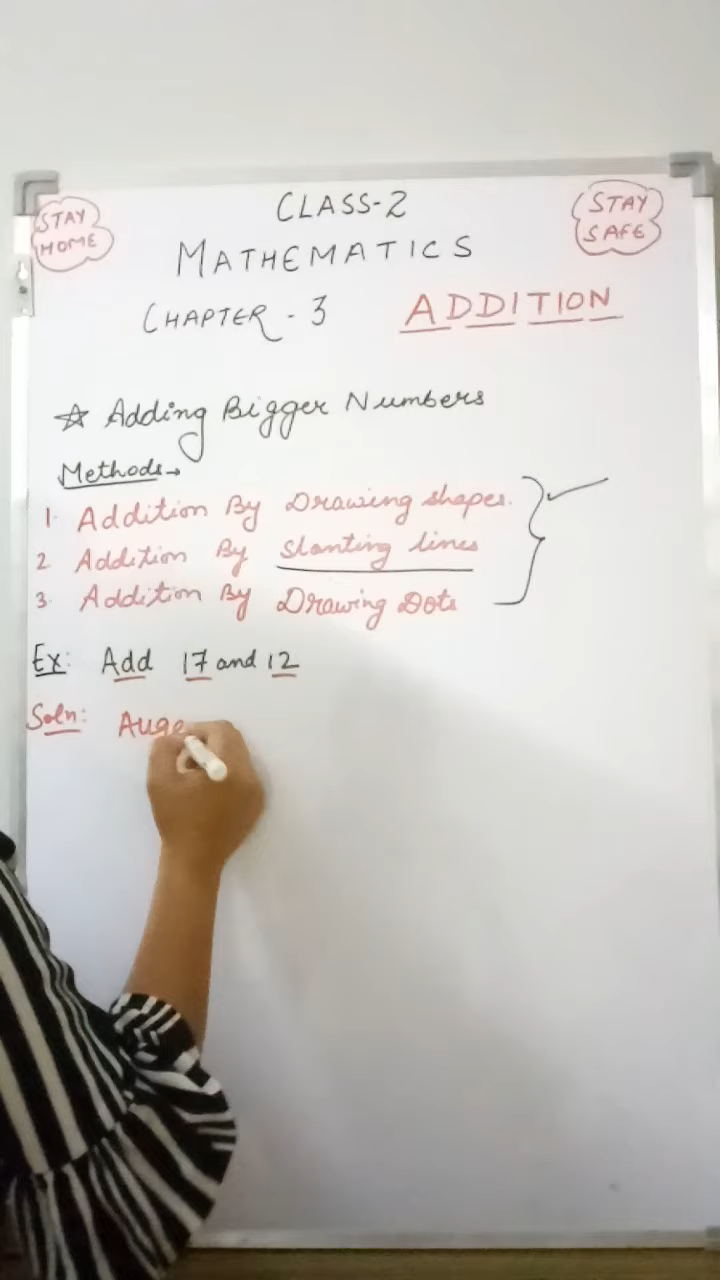 STAY
HOME
CLASS-2
STAY
SAFE
MATHEMATICS
CHAPTER - 3 ADDITION
☆ Adding Bigger Numbers
Methods→
1. Addition By Drawing shapes.
2. Addition By Slanting lines
3. Addition By Drawing Dots
Ex: Add 17 and 12
Soln: Auge